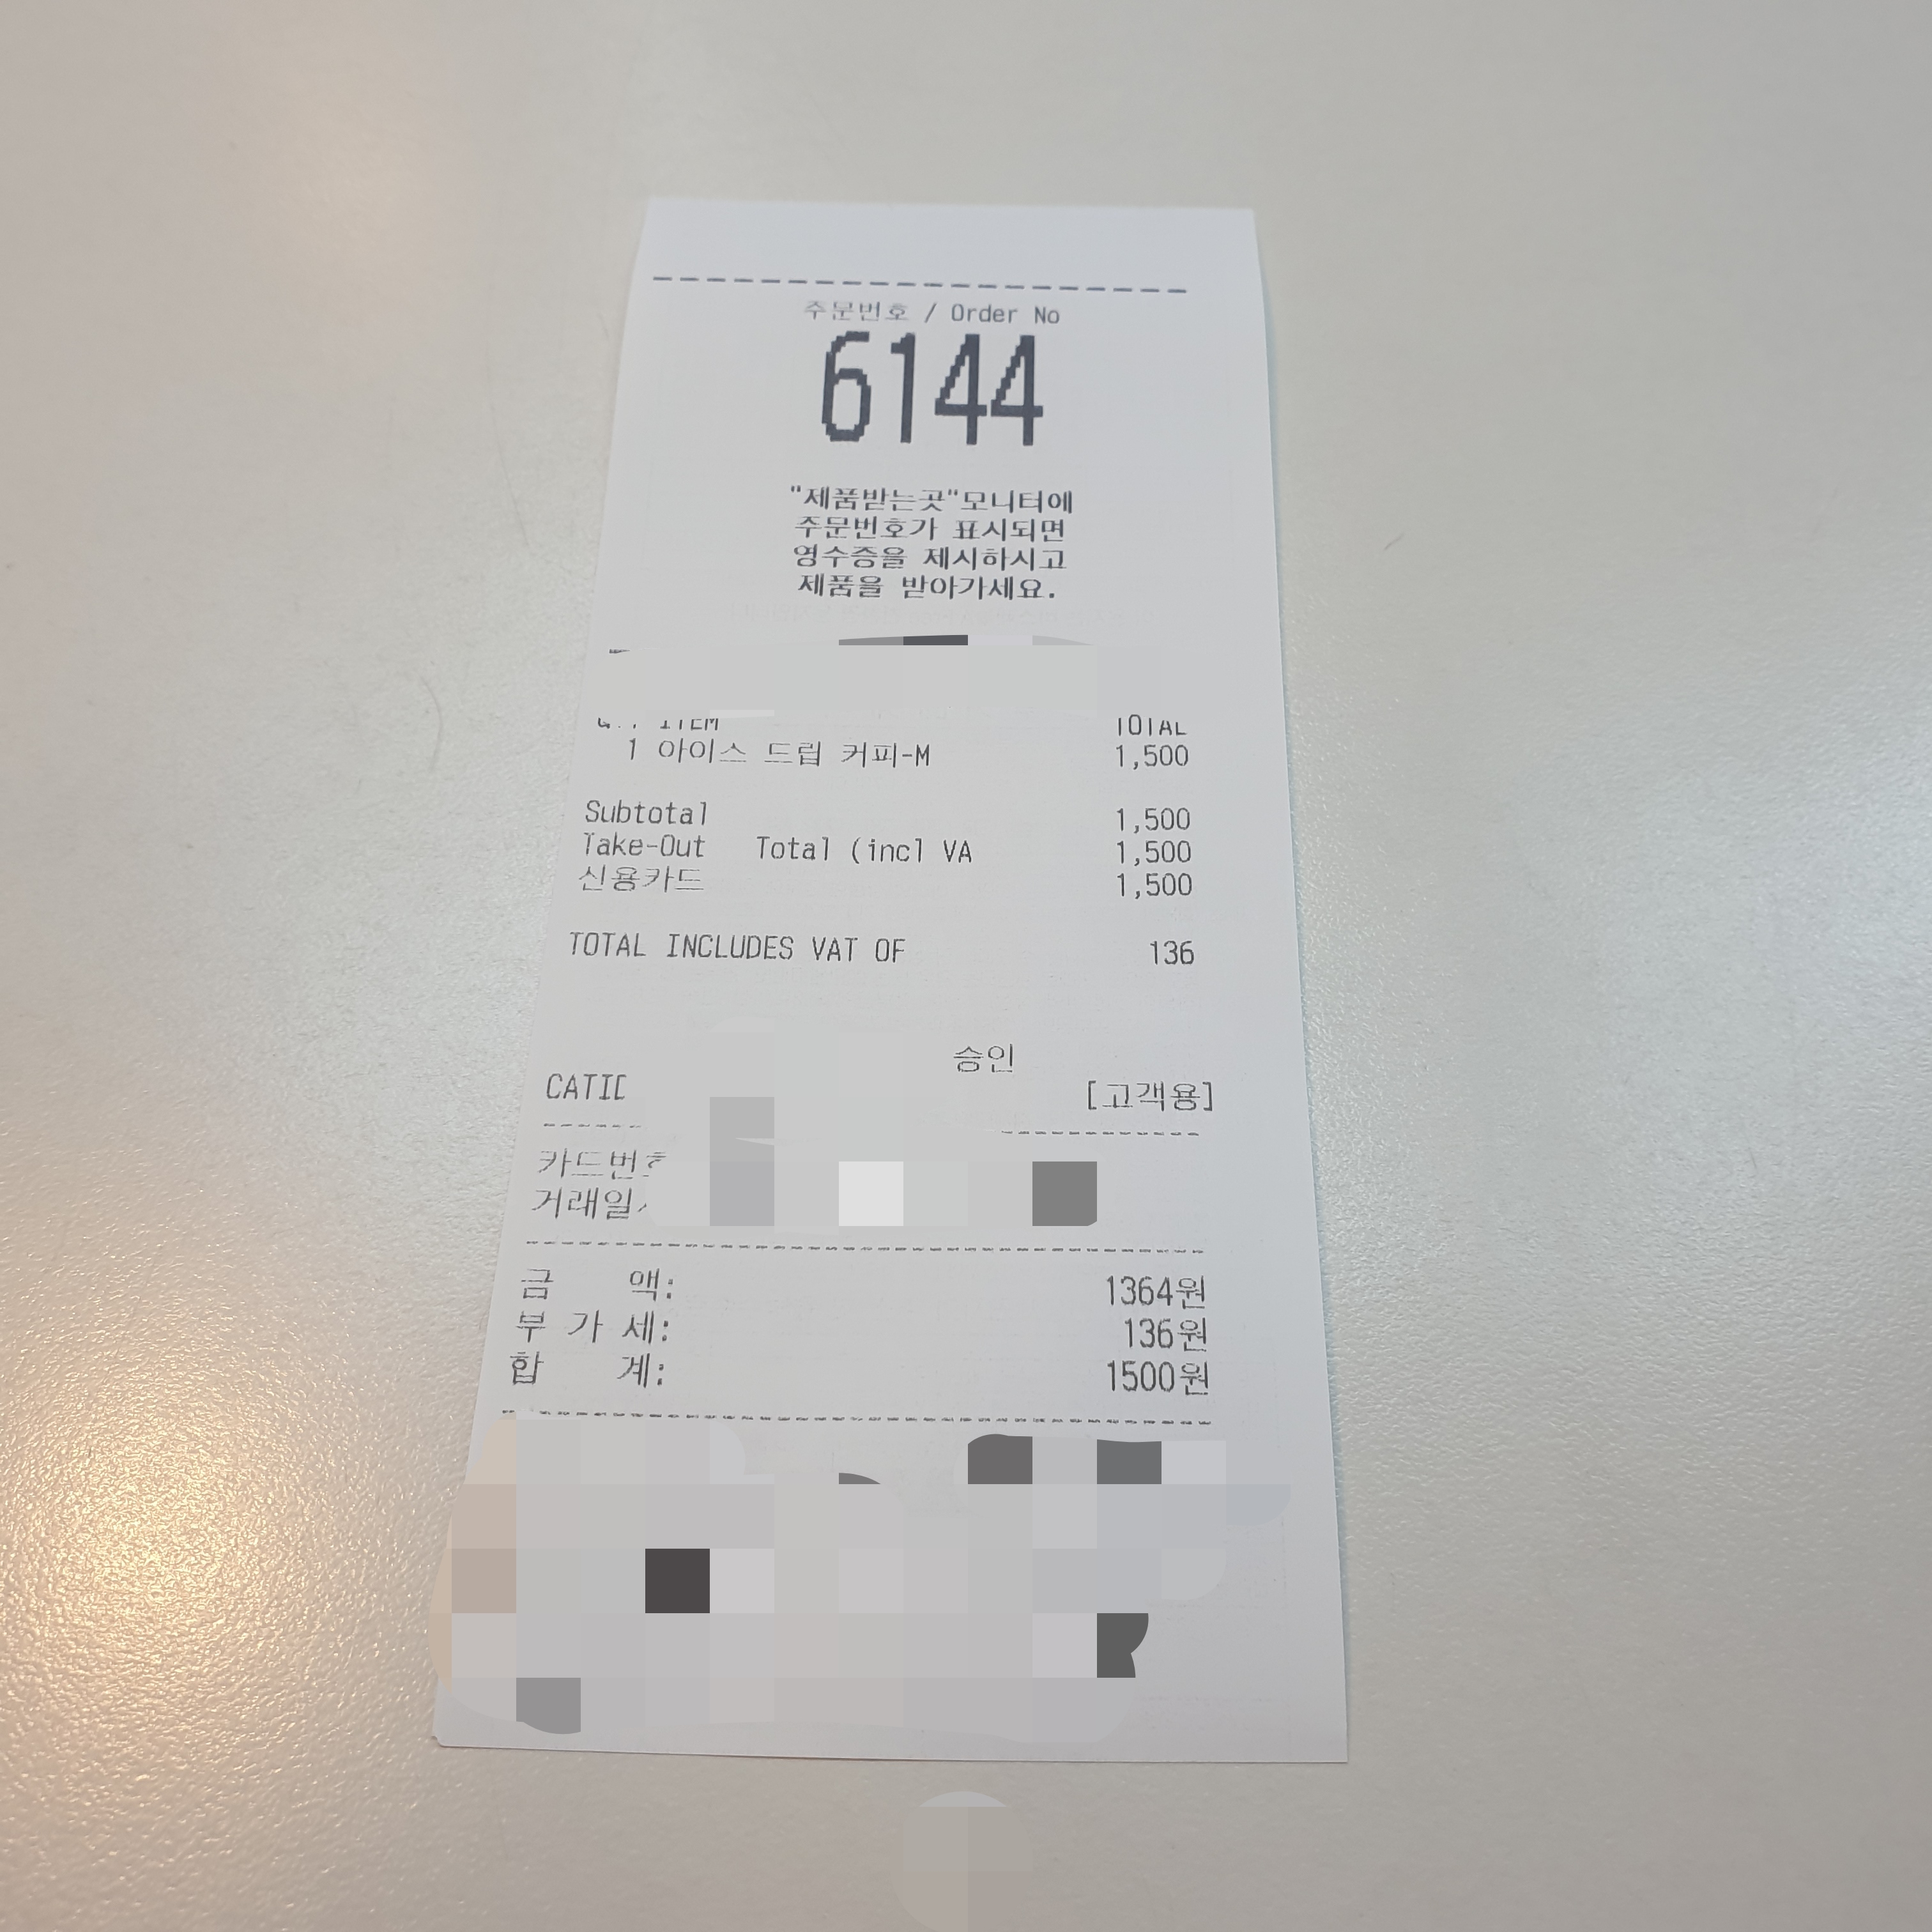 주문번호 / Order No
6144
"제품받는곳"모니터에
주문번호가 표시되면
영수증을 제시하시고
제품을 받아가세요.
ITEM TOTAL
1 아이스 드립 커피-M 1,500
Subtotal 1,500
Take-Out Total (incl VA 1,500
신용카드 1,500
TOTAL INCLUDES VAT OF 136
승인
[고객용]
금 액: 1364원
부 가 세: 136원
합 계: 1500원